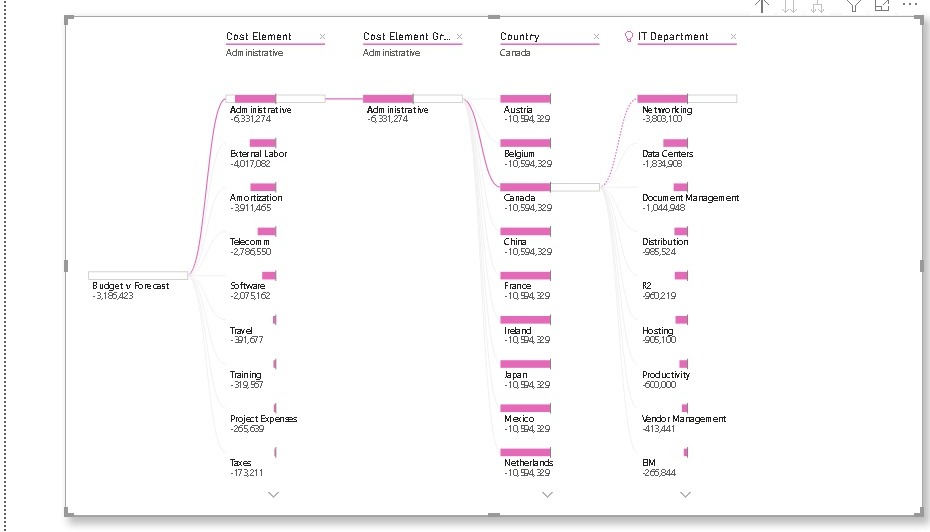 Cost Element
Administrative
Cost Element Gr...
Administrative
Country
Canada
IT Department
Budget v Forecast
-3,186,423
Administrative
-6,331,274
External Labor
-4,017,082
Amortization
-3,911,465
Telecomm
-2,786,550
Software
-2,075,162
Travel
-391,677
Training
-319,567
Project Expenses
-265,639
Taxes
-173,211
Administrative
-6,331,274
Austria
-10,594,329
Belgium
-10,594,329
Canada
-10,594,329
China
-10,594,329
France
-10,594,329
Ireland
-10,594,329
Japan
-10,594,329
Mexico
-10,594,329
Netherlands
-10,594,329
Networking
-3,803,100
Data Centers
-1,834,908
Document Management
-1,044,948
Distribution
-985,524
R2
-960,219
Hosting
-905,100
Productivity
-600,000
Vendor Management
-413,441
BIM
-266,844